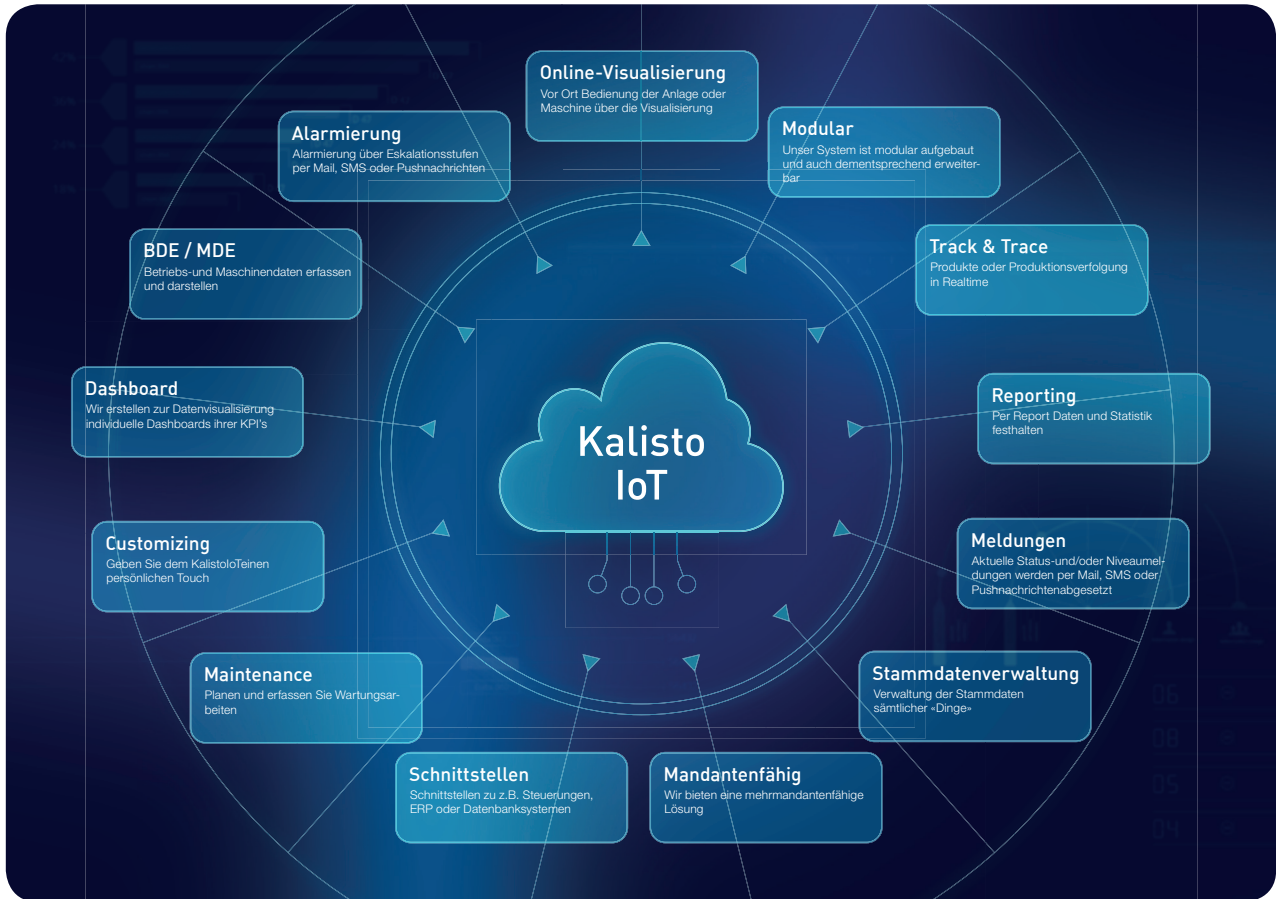 Online-Visualisierung
Vor Ort Bedienung der Anlage oder
Maschine über die Visualisierung
Alarmierung
Alarmierung über Eskalationsstufen
per Mail, SMS oder Pushnachrichten
Modular
Unser System ist modular aufgebaut
und auch dementsprechend erweiter-
bar
BDE / MDE
Betriebs-und Maschinendaten erfassen
und darstellen
Track & Trace
Produkte oder Produktionsverfolgung
in Realtime
Dashboard
Wir erstellen zur Datenvisualisierung
individuelle Dashboards ihrer KPI's
Reporting
Per Report Daten und Statistik
festhalten
Kalisto
IoT
Customizing
Geben Sie dem KalistoIoTeinen
persönlichen Touch
Meldungen
Aktuelle Status-und/oder Niveaumel-
dungen werden per Mail, SMS oder
Pushnachrichtenabgesetzt
Maintenance
Planen und erfassen Sie Wartungsar-
beiten
Stammdatenverwaltung
Verwaltung der Stammdaten
sämtlicher «Dinge»
Schnittstellen
Schnittstellen zu z.B. Steuerungen,
ERP oder Datenbanksystemen
Mandantenfähig
Wir bieten eine mehrmandantenfähige
Lösung
06
08
05
04